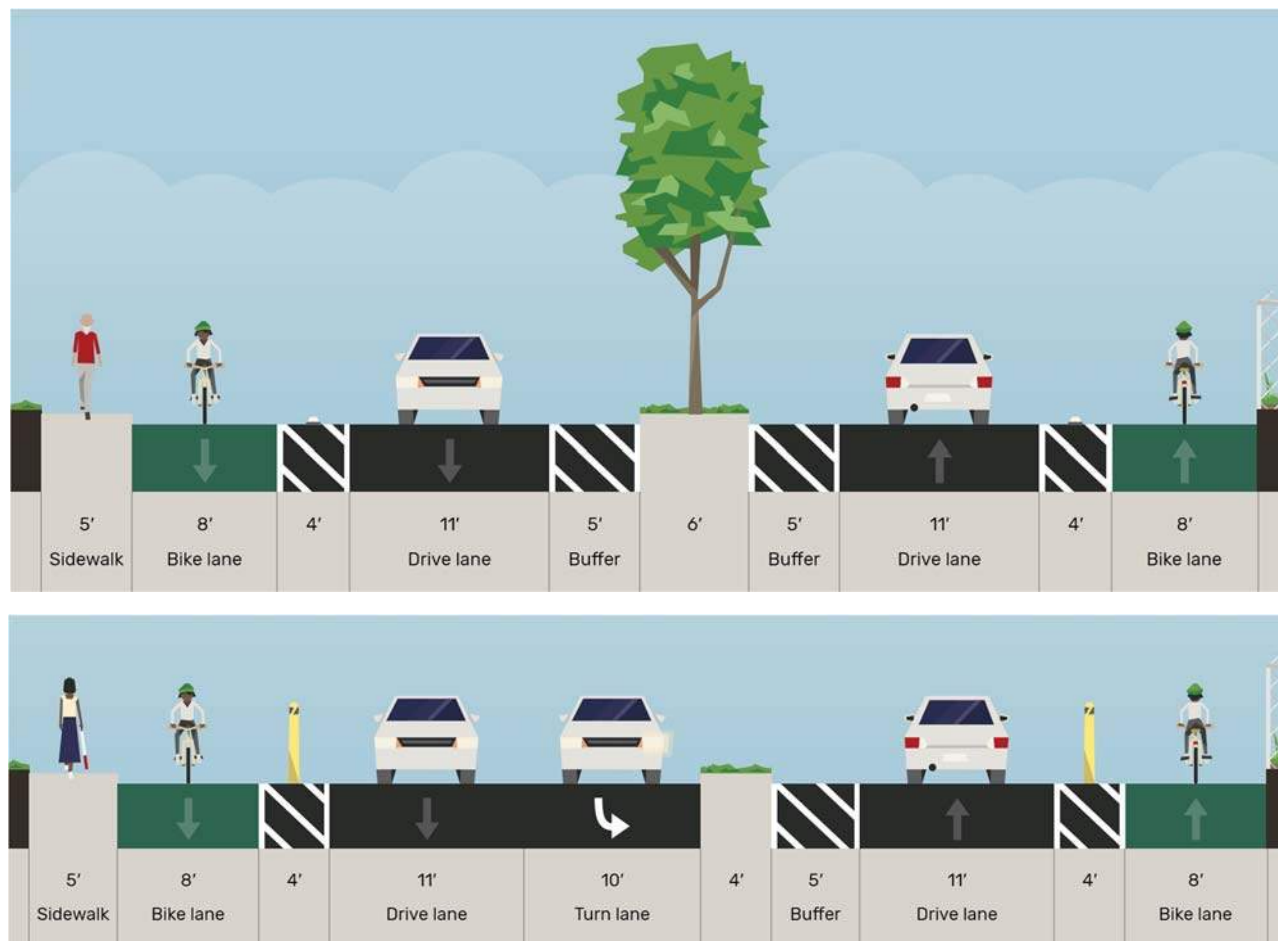 5′ 8′ 4′ 11′ 5′ 6′ 5′ 11′ 4′ 8′
Sidewalk Bike lane Drive lane Buffer Buffer Drive lane Bike lane
5′ 8′ 4′ 11′ 10′ 4′ 5′ 11′ 4′ 8′
Sidewalk Bike lane Drive lane Turn lane Buffer Drive lane Bike lane